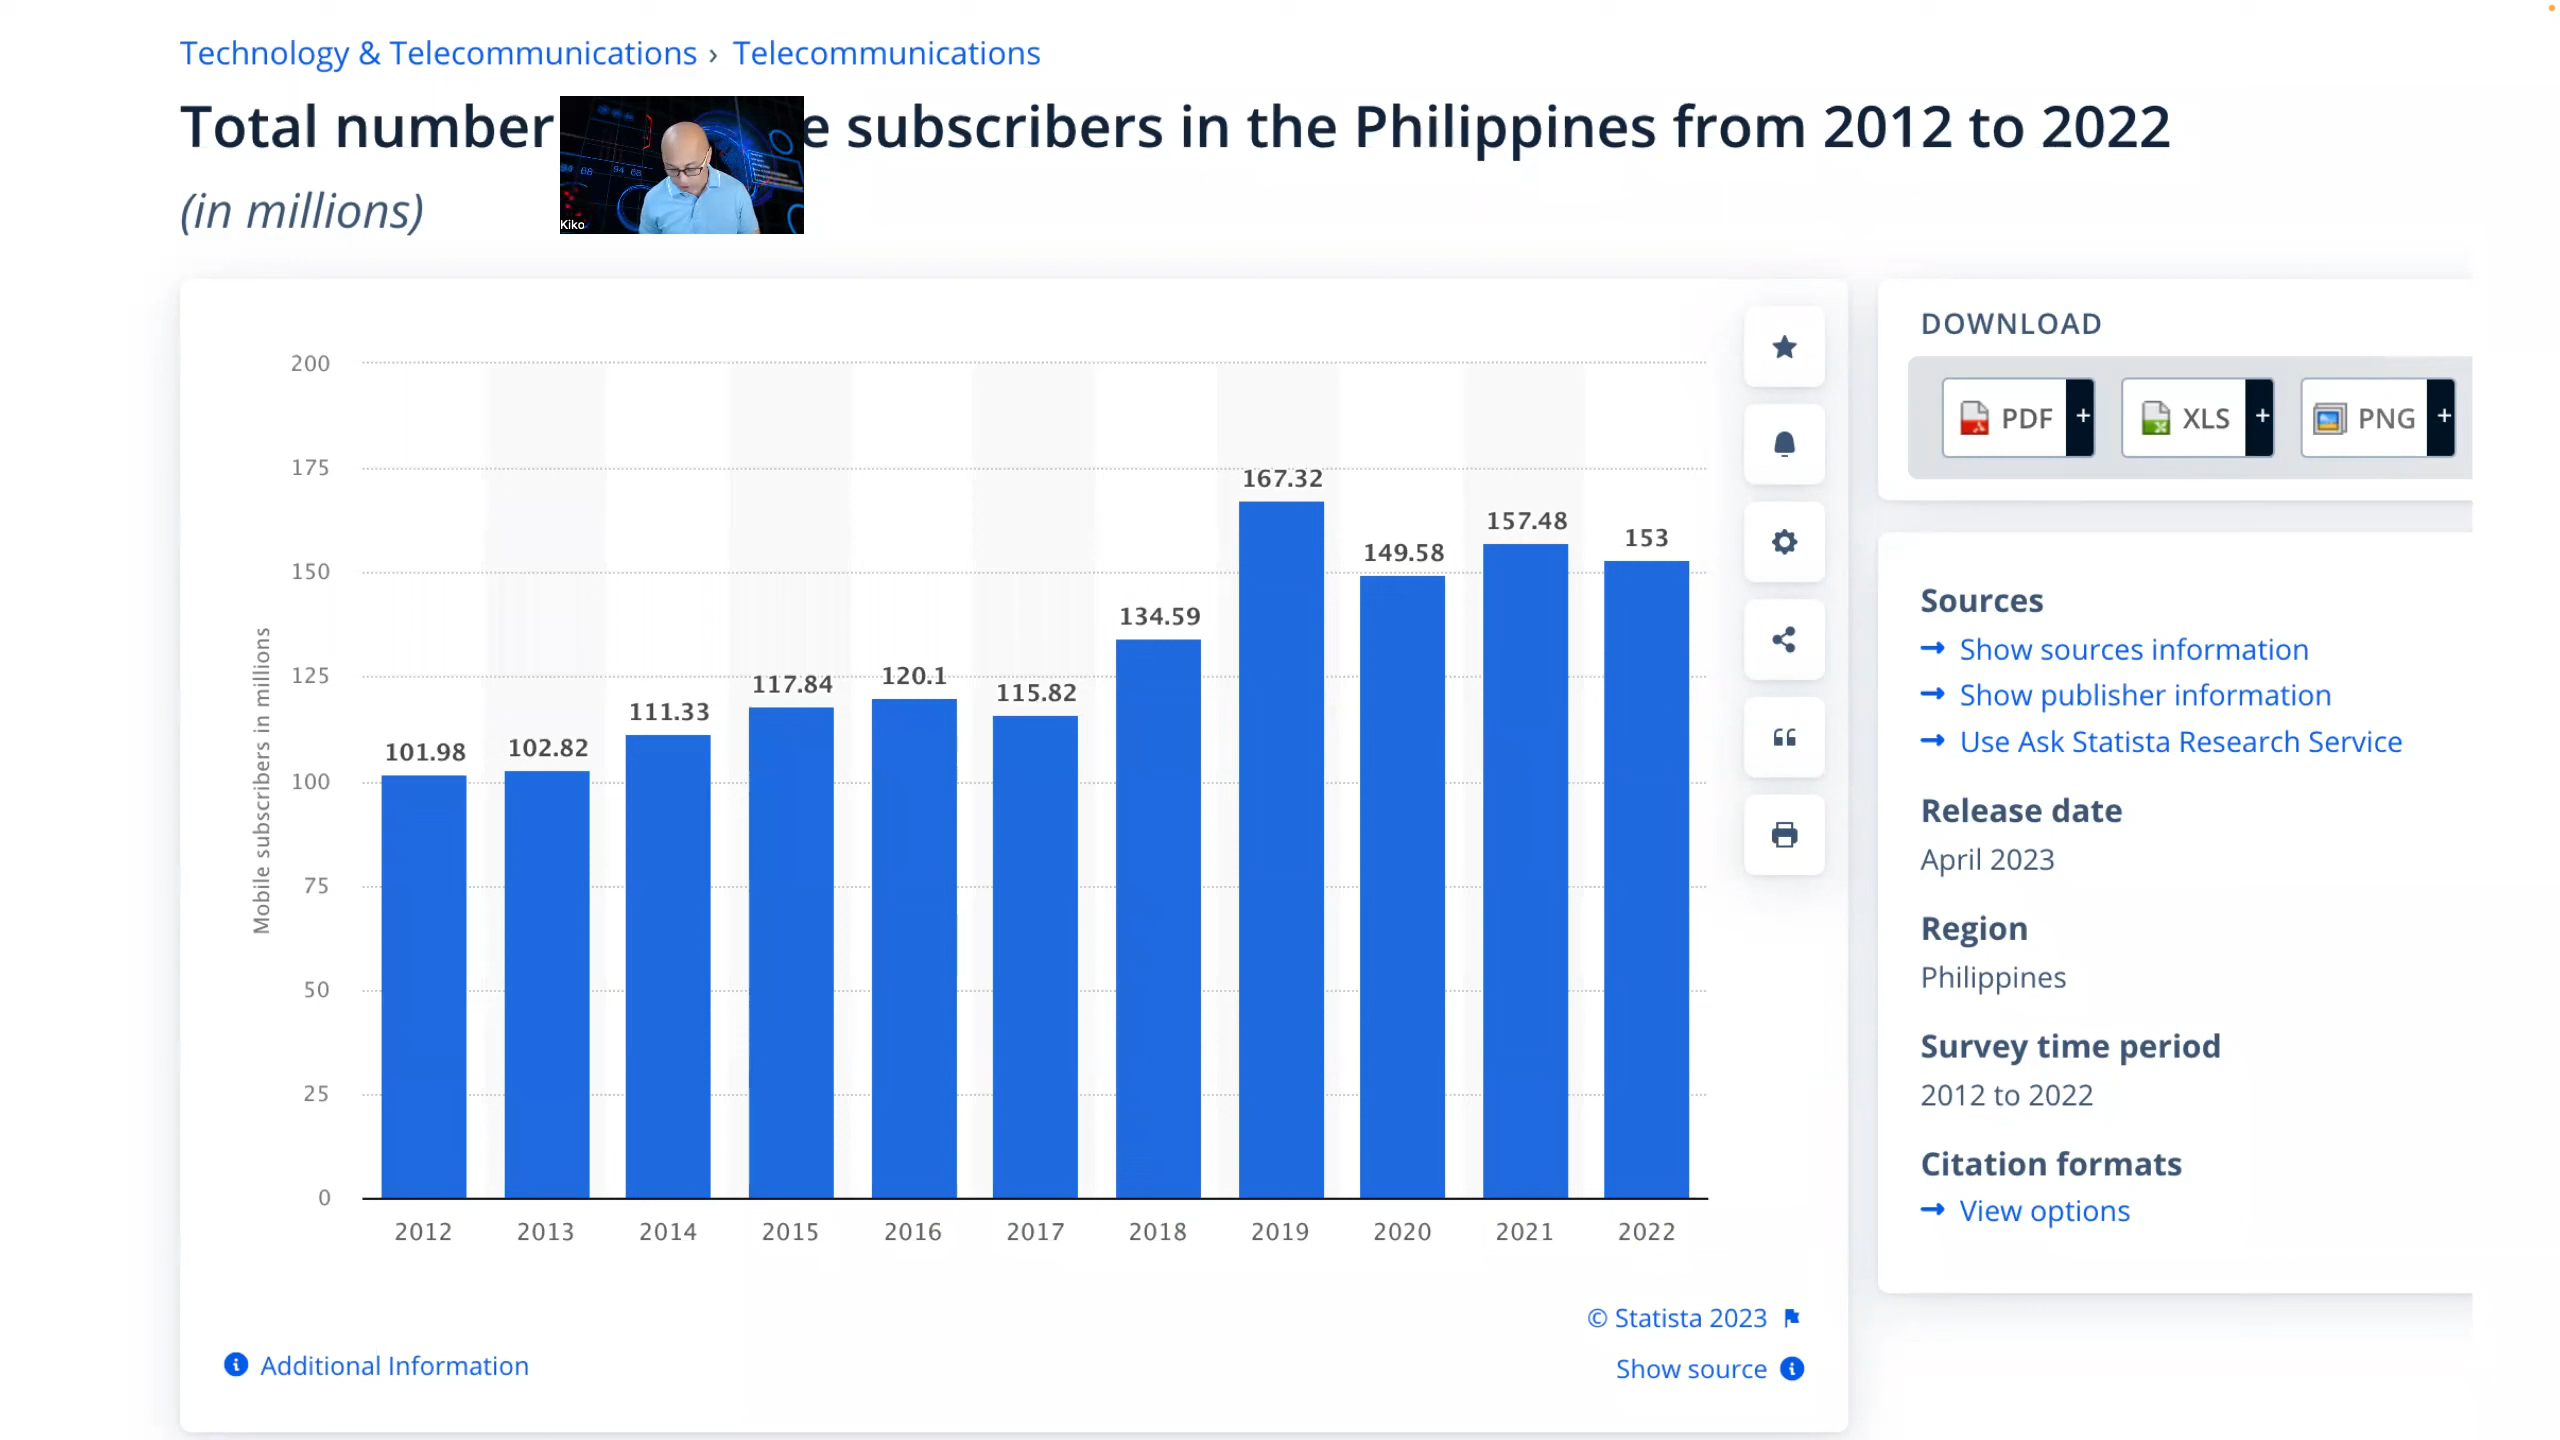 Technology & Telecommunications › Telecommunications
Total number e subscribers in the Philippines from 2012 to 2022
(in millions)
Kiko
DOWNLOAD
PDF +
XLS +
PNG +
Mobile subscribers in millions
200
175
150
125
100
75
50
25
0
101.98
102.82
111.33
117.84
120.1
115.82
134.59
167.32
149.58
157.48
153
2012
2013
2014
2015
2016
2017
2018
2019
2020
2021
2022
© Statista 2023
Additional Information
Show source
Sources
Show sources information
Show publisher information
Use Ask Statista Research Service
Release date
April 2023
Region
Philippines
Survey time period
2012 to 2022
Citation formats
View options